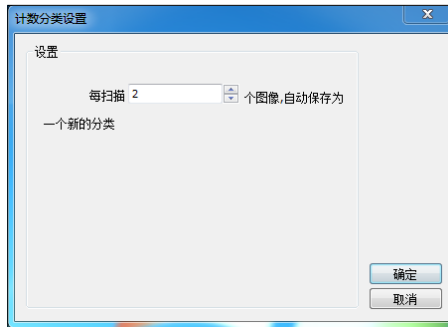 计数分类设置
设置
每扫描 2 个图像,自动保存为
一个新的分类
确定
取消